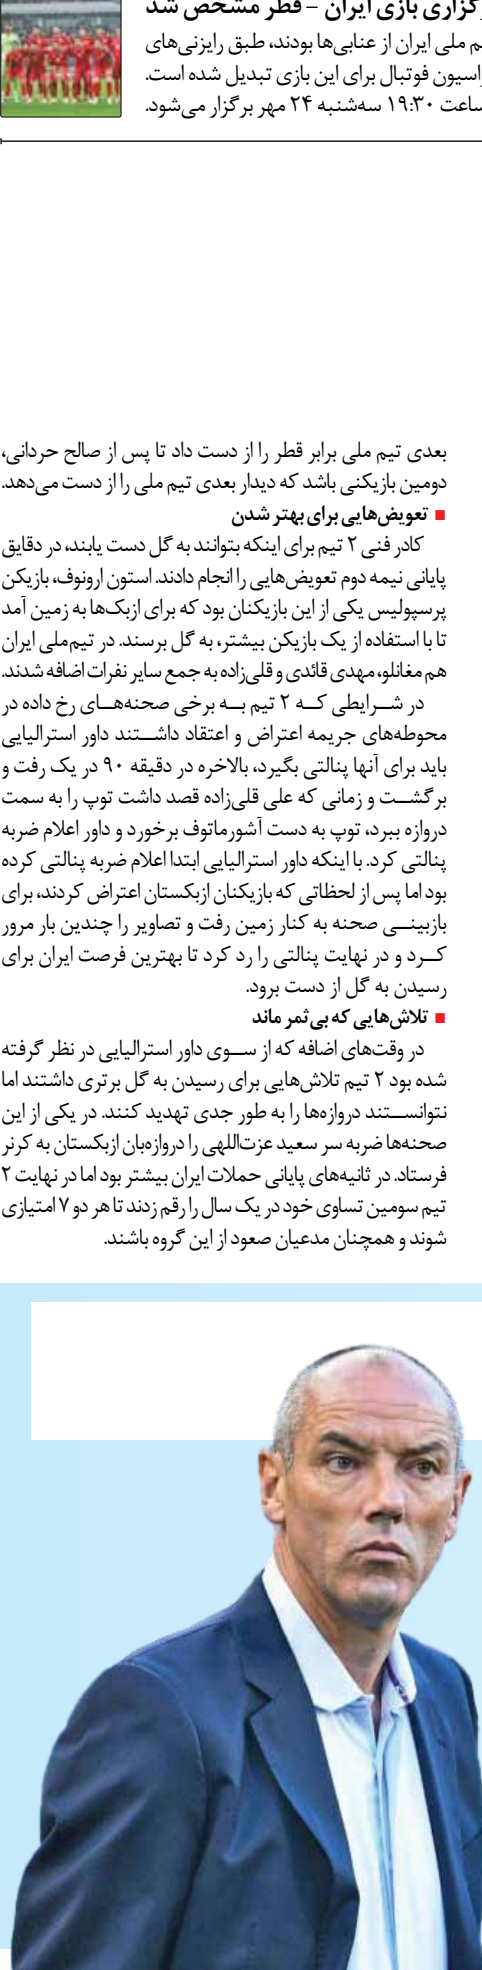 برگزاری بازی ایران - قطر مشخص شد
م ملی ایران از عنابی‌ها بودند، طبق رایزنی‌های
راسیون فوتبال برای این بازی تبدیل شده است.
ساعت ۱۹:۳۰ سه‌شنبه ۲۴ مهر برگزار می‌شود.
بعدی تیم ملی برابر قطر را از دست داد تا پس از صالح حردانی،
دومین بازیکنی باشد که دیدار بعدی تیم ملی را از دست می‌دهد.
■ تعویض‌هایی برای بهتر شدن
کادر فنی ۲ تیم برای اینکه بتوانند به گل دست یابند، در دقایق
پایانی نیمه دوم تعویض‌هایی را انجام دادند. استون ارونوف، بازیکن
پرسپولیس یکی از این بازیکنان بود که برای ازبک‌ها به زمین آمد
تا با استفاده از یک بازیکن بیشتر، به گل برسند. در تیم‌ملی ایران
هم مغانلو، مهدی قائدی و قلی‌زاده به جمع سایر نفرات اضافه شدند.
در شــرایطی کــه ۲ تیم بــه برخی صحنه‌هــای رخ داده در
محوطه‌های جریمه اعتراض و اعتقاد داشــتند داور استرالیایی
باید برای آنها پنالتی بگیرد، بالاخره در دقیقه ۹۰ در یک رفت و
برگشــت و زمانی که علی قلی‌زاده قصد داشت توپ را به سمت
دروازه ببرد، توپ به دست آشورماتوف برخورد و داور اعلام ضربه
پنالتی کرد. با اینکه داور استرالیایی ابتدا اعلام ضربه پنالتی کرده
بود اما پس از لحظاتی که بازیکنان ازبکستان اعتراض کردند، برای
بازبینــی صحنه به کنار زمین رفت و تصاویر را چندین بار مرور
کــرد و در نهایت پنالتی را رد کرد تا بهترین فرصت ایران برای
رسیدن به گل از دست برود.
■ تلاش‌هایی که بی‌ثمر ماند
در وقت‌های اضافه که از ســوی داور استرالیایی در نظر گرفته
شده بود ۲ تیم تلاش‌هایی برای رسیدن به گل برتری داشتند اما
نتوانســتند دروازه‌ها را به طور جدی تهدید کنند. در یکی از این
صحنه‌ها ضربه سر سعید عزت‌اللهی را دروازه‌بان ازبکستان به کرنر
فرستاد. در ثانیه‌های پایانی حملات ایران بیشتر بود اما در نهایت ۲
تیم سومین تساوی خود در یک سال را رقم زدند تا هر دو ۷ امتیازی
شوند و همچنان مدعیان صعود از این گروه باشند.